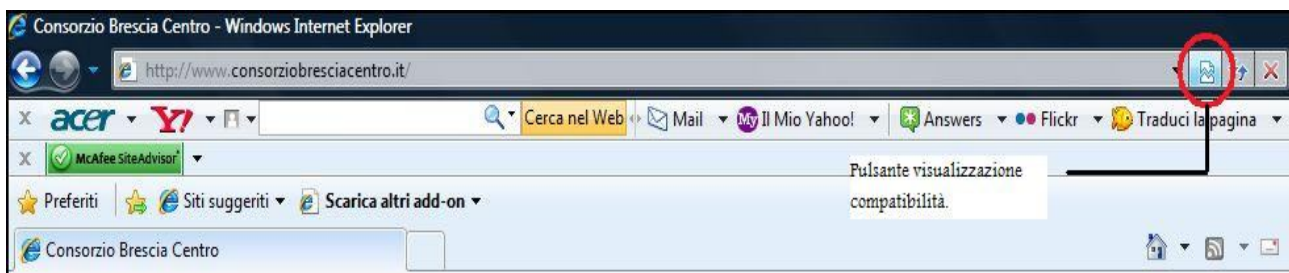 Consorzio Brescia Centro - Windows Internet Explorer
http://www.consorziobresciacentro.it/
x acer Y! Cerca nel Web Mail My Il Mio Yahoo! Answers Flickr Traduci la pagina
X McAfee SiteAdvisor
Pulsante visualizzazione
compatibilità.
Preferiti Siti suggeriti Scarica altri add-on
Consorzio Brescia Centro